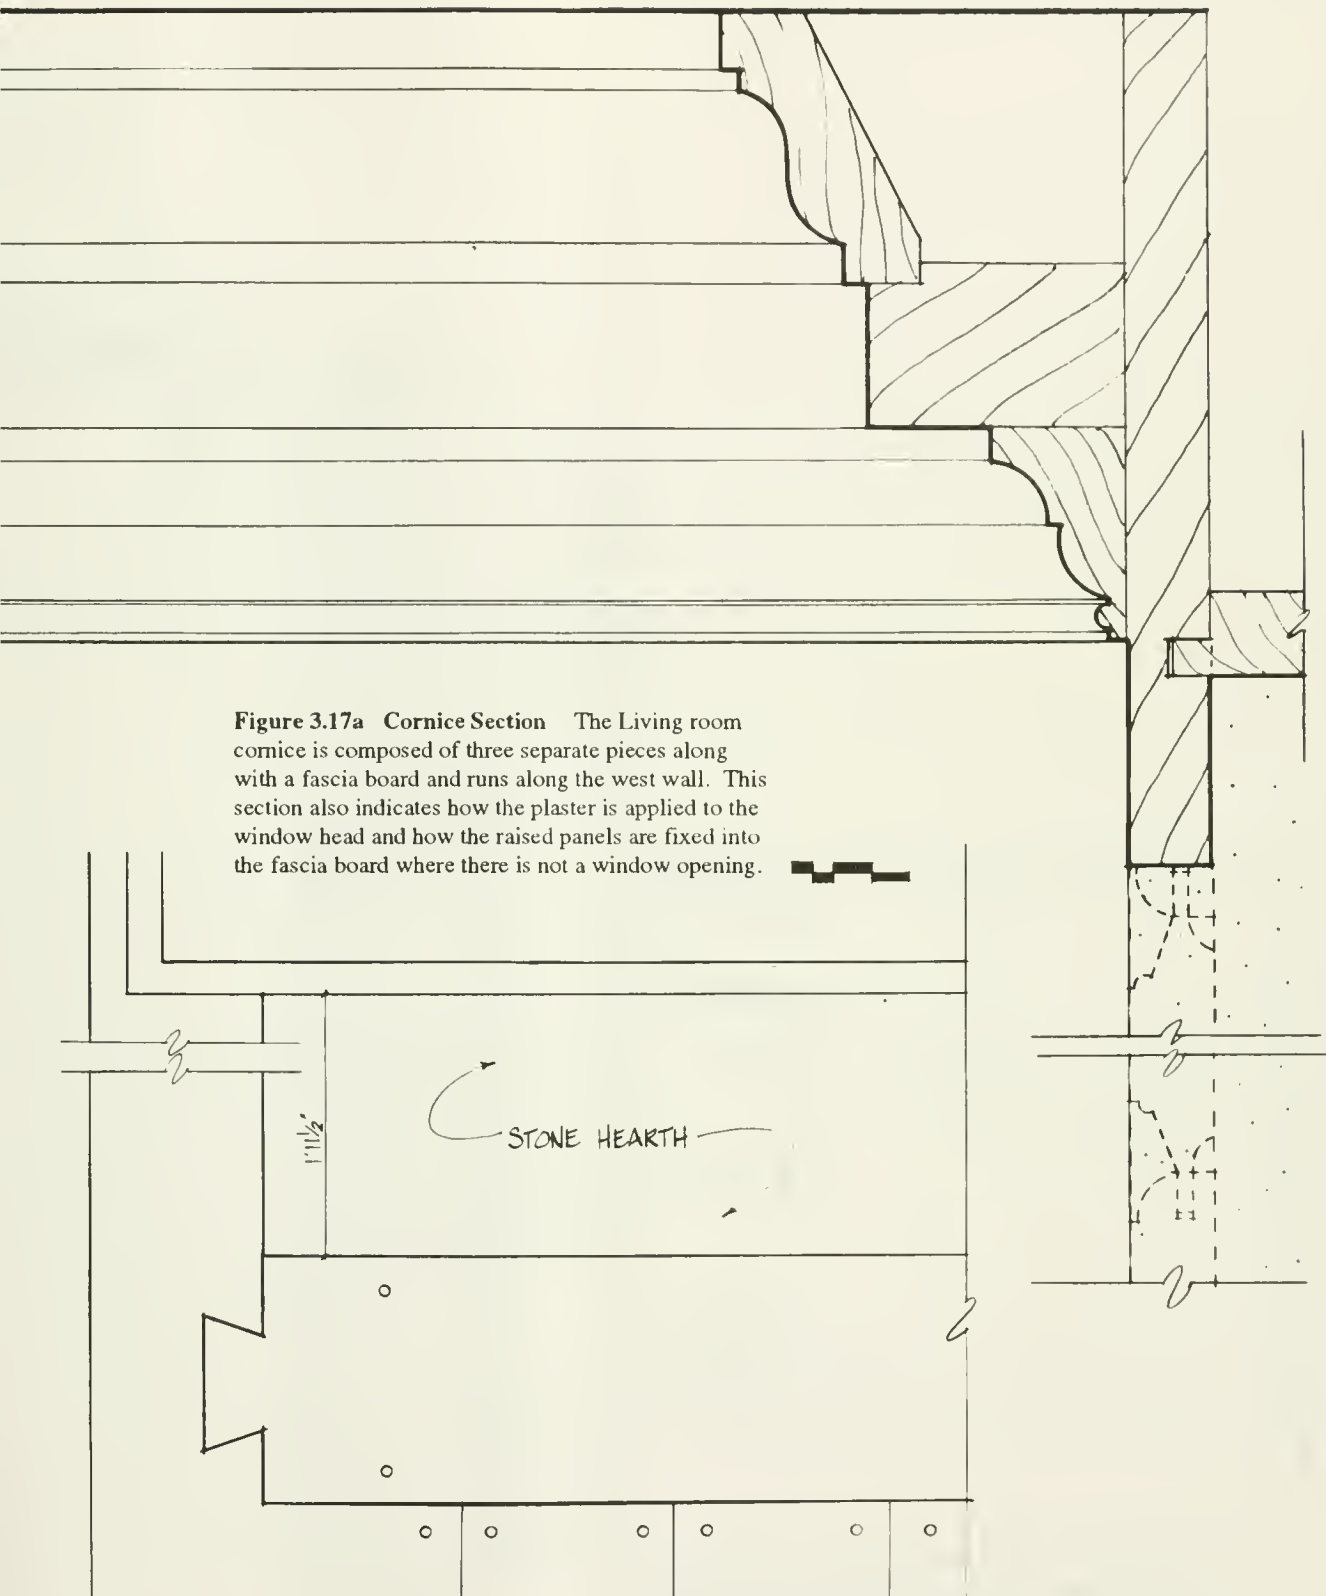 Figure 3.17a Cornice Section The Living room
cornice is composed of three separate pieces along
with a fascia board and runs along the west wall. This
section also indicates how the plaster is applied to the
window head and how the raised panels are fixed into
the fascia board where there is not a window opening.
1'11½"
STONE HEARTH